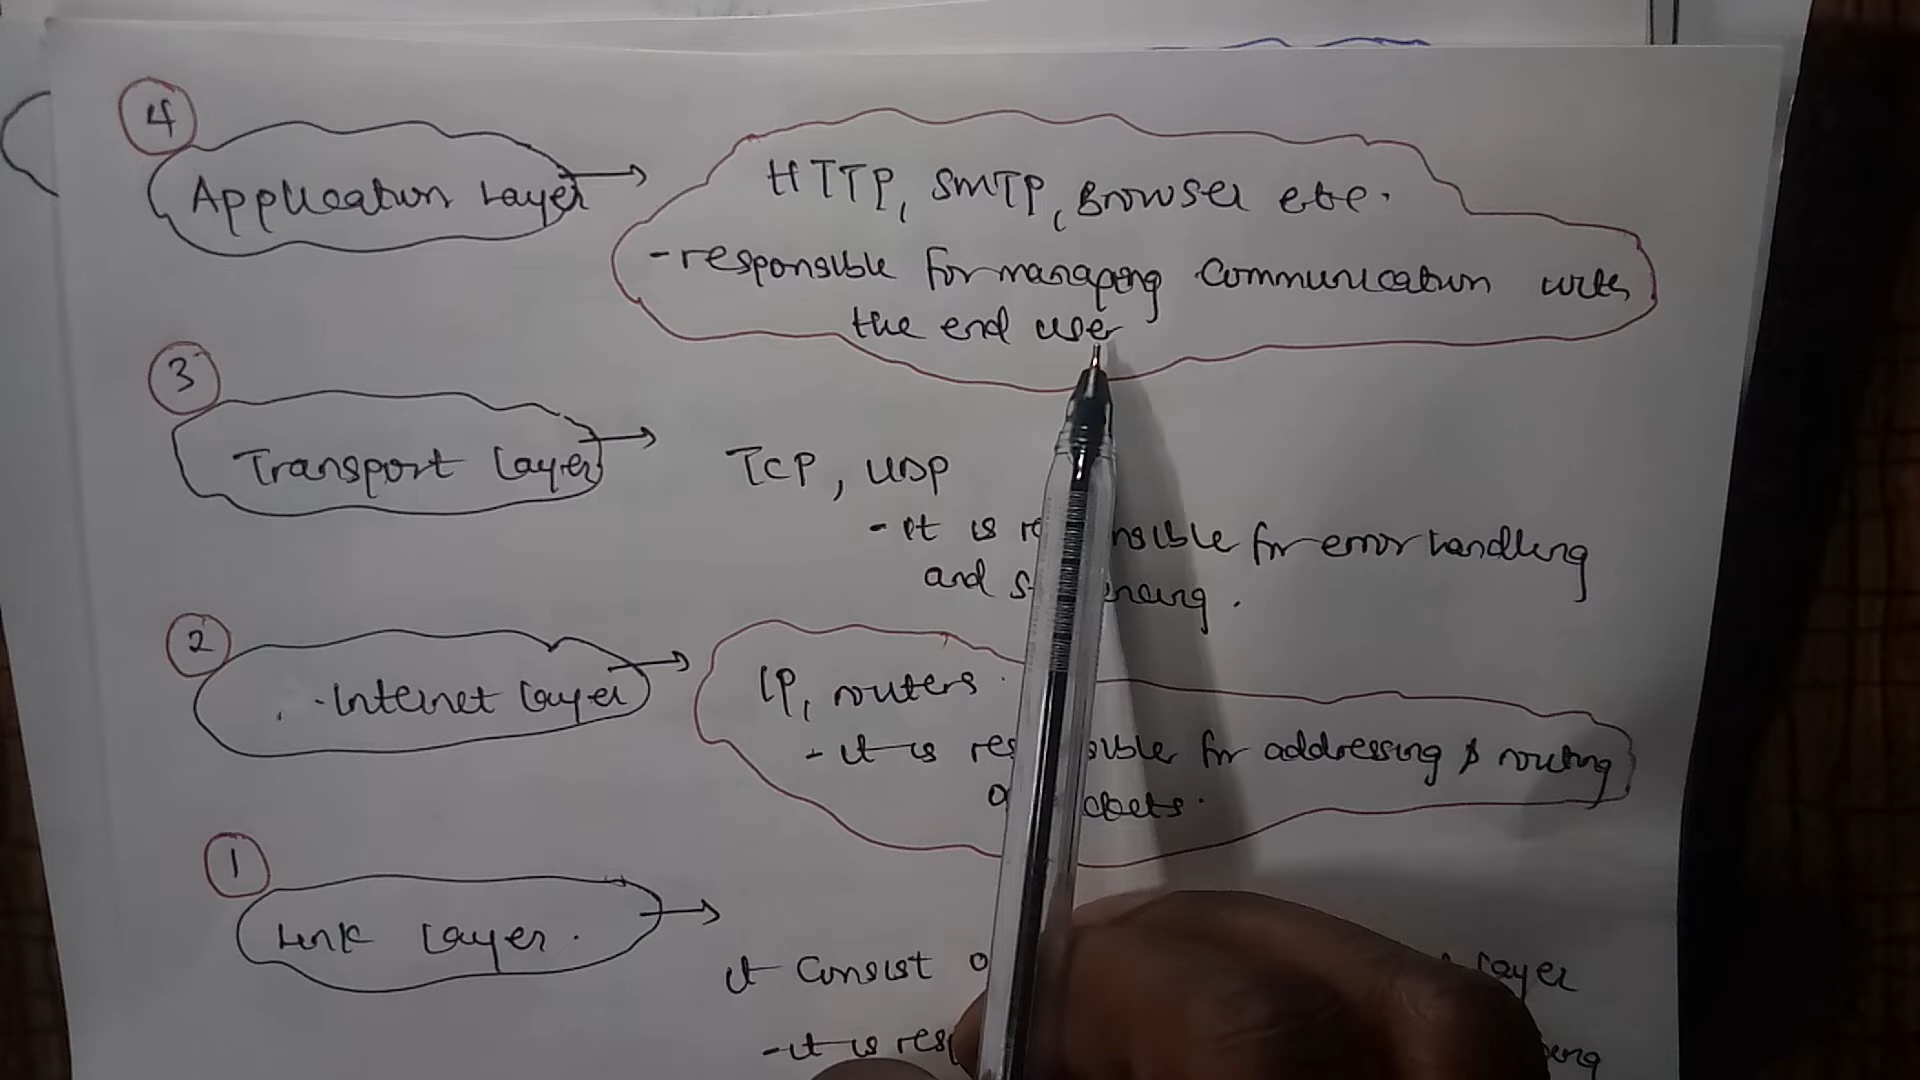 4
Application Layer
HTTP, SMTP, Browser etc.
-responsible for managing communication with
the end user
3
Transport Layer
TCP, UDP
-it is for error handling
and
2
Internet Layer
IP, routers.
-it is for addressing & routing
1
Link Layer.
it consist layer
-it is